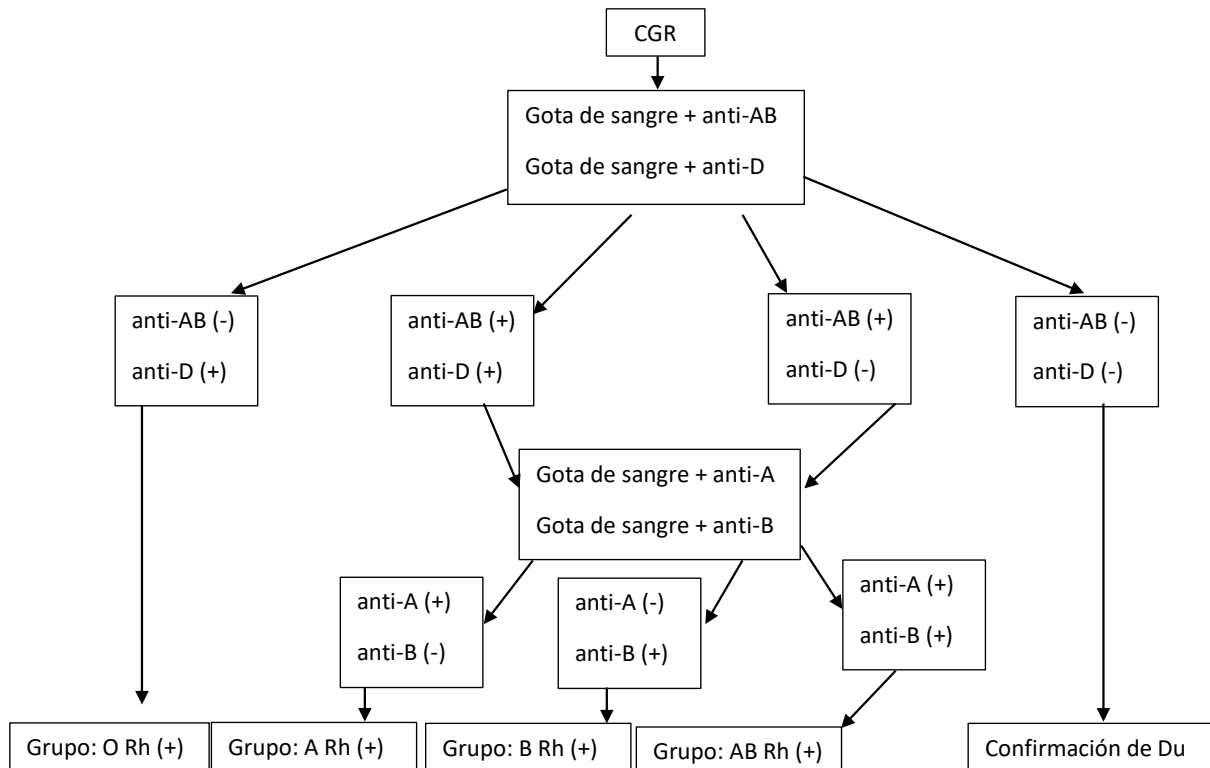 CGR
Gota de sangre + anti-AB
Gota de sangre + anti-D
anti-AB (-)
anti-D (+)
anti-AB (+)
anti-D (+)
anti-AB (+)
anti-D (-)
anti-AB (-)
anti-D (-)
Gota de sangre + anti-A
Gota de sangre + anti-B
anti-A (+)
anti-B (-)
anti-A (-)
anti-B (+)
anti-A (+)
anti-B (+)
Grupo: O Rh (+)
Grupo: A Rh (+)
Grupo: B Rh (+)
Grupo: AB Rh (+)
Confirmación de Du